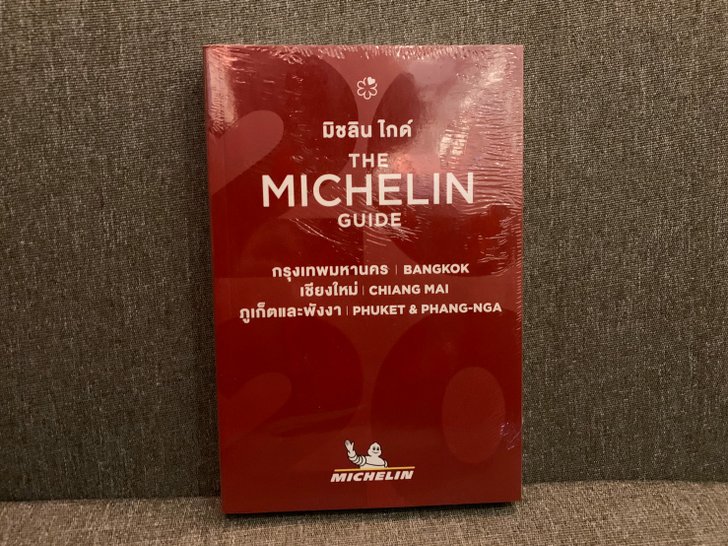 มิชลิน ไกด์
THE
MICHELIN
GUIDE
กรุงเทพมหานคร | BANGKOK
เชียงใหม่ | CHIANG MAI
ภูเก็ตและพังงา | PHUKET & PHANG-NGA
2020
MICHELIN